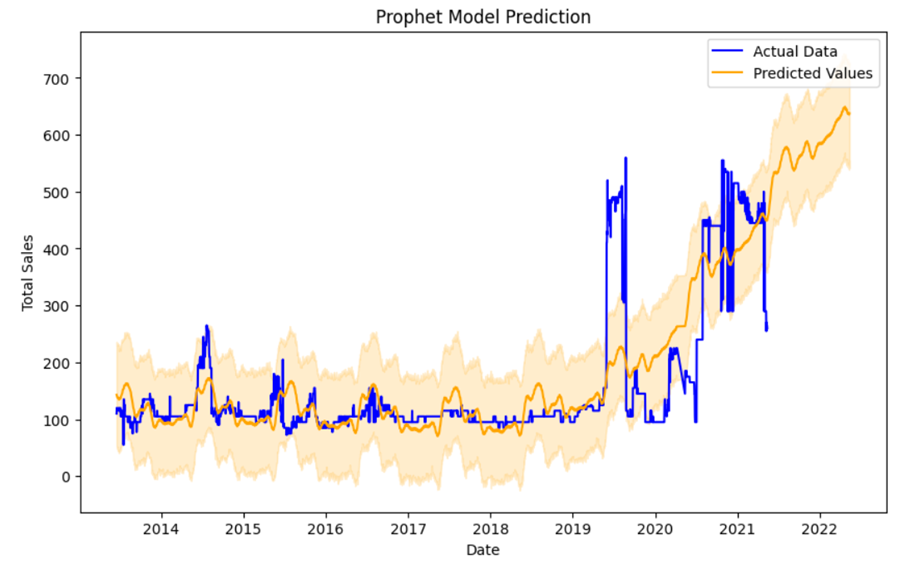 Prophet Model Prediction
Actual Data
Predicted Values
Total Sales
700
600
500
400
300
200
100
0
2014 2015 2016 2017 2018 2019 2020 2021 2022
Date